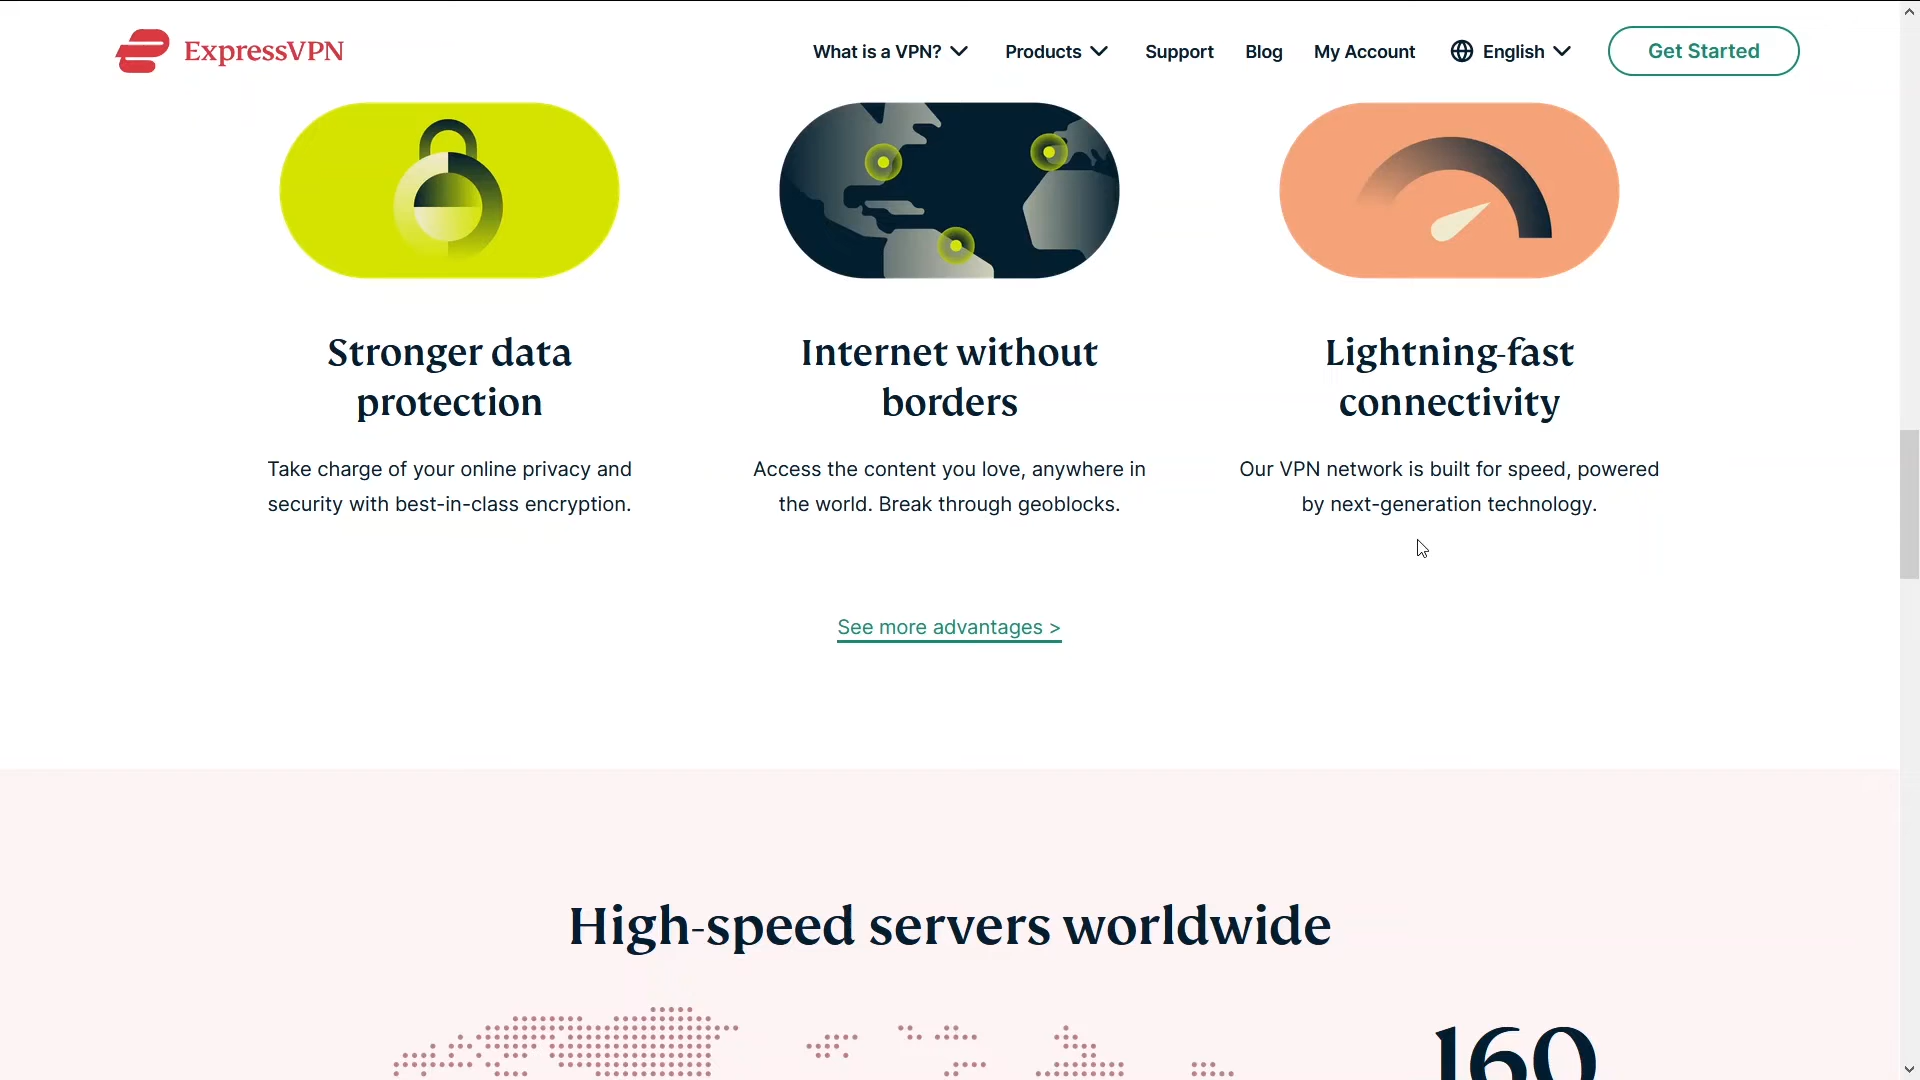 ExpressVPN
What is a VPN? Products Support Blog My Account English Get Started
Stronger data
protection
Take charge of your online privacy and
security with best-in-class encryption.
Internet without
borders
Access the content you love, anywhere in
the world. Break through geoblocks.
Lightning-fast
connectivity
Our VPN network is built for speed, powered
by next-generation technology.
See more advantages >
High-speed servers worldwide
160